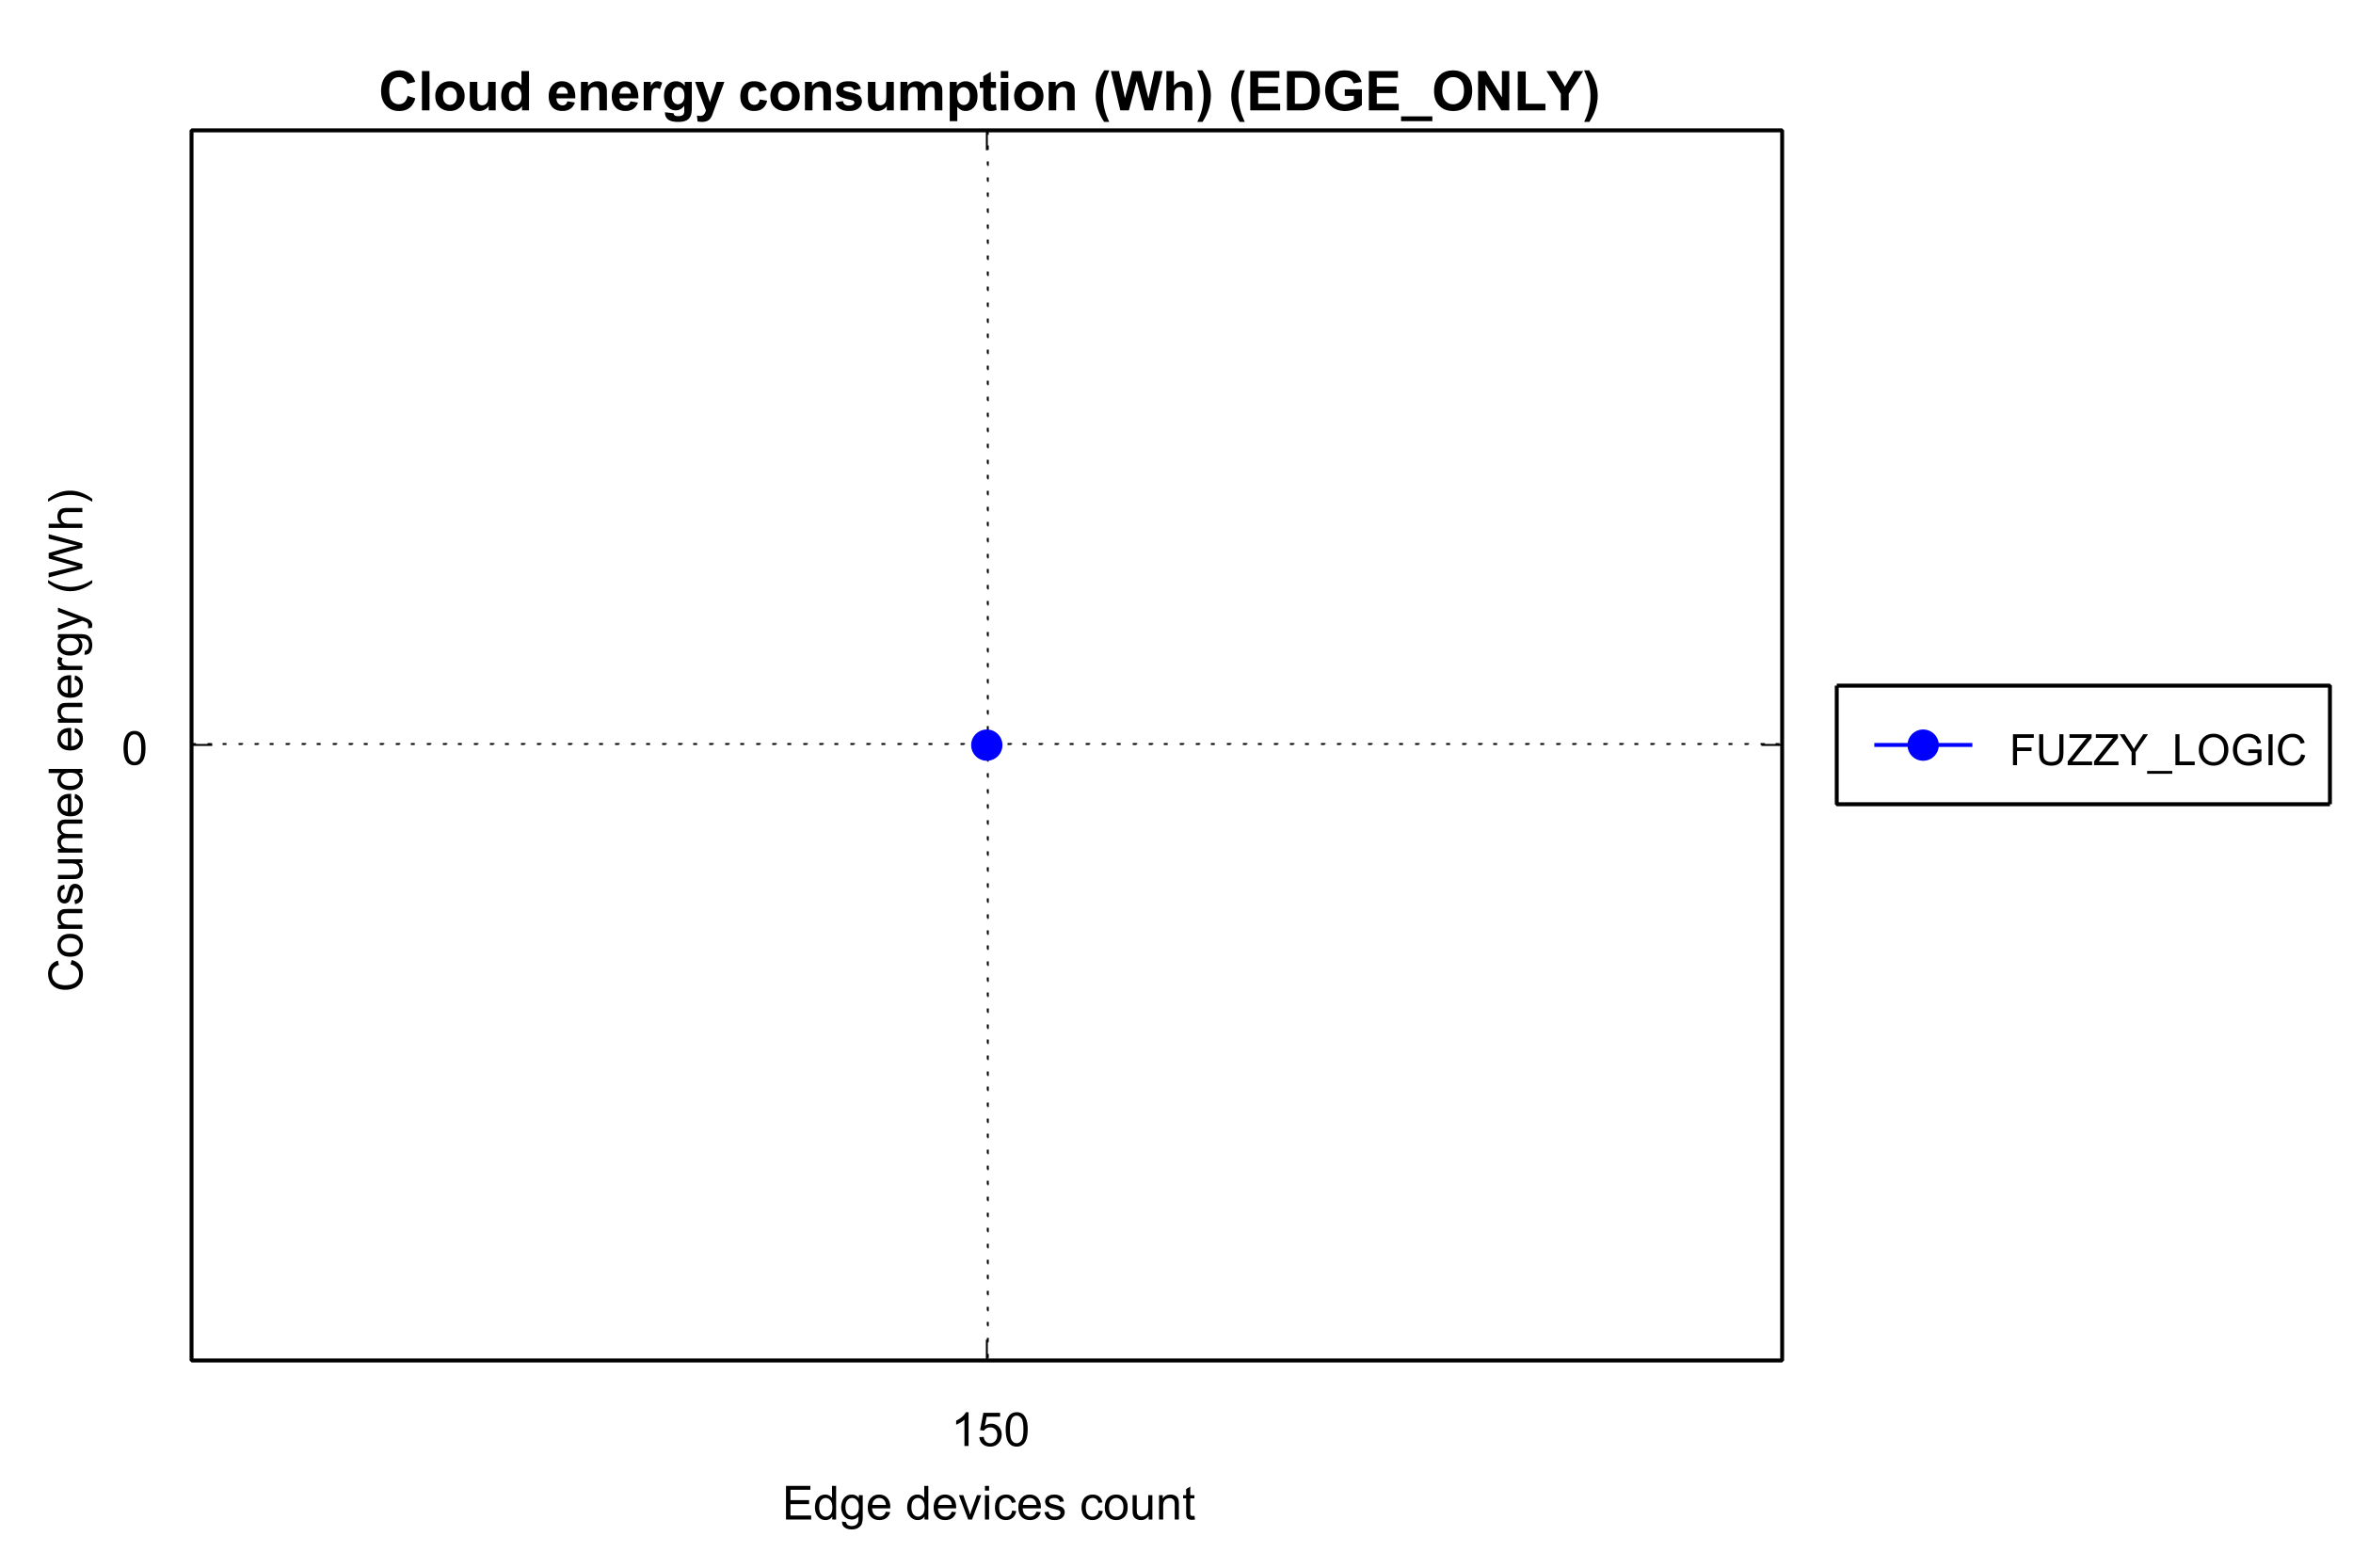 Cloud energy consumption (Wh) (EDGE_ONLY)
Consumed energy (Wh)
0
FUZZY_LOGIC
150
Edge devices count